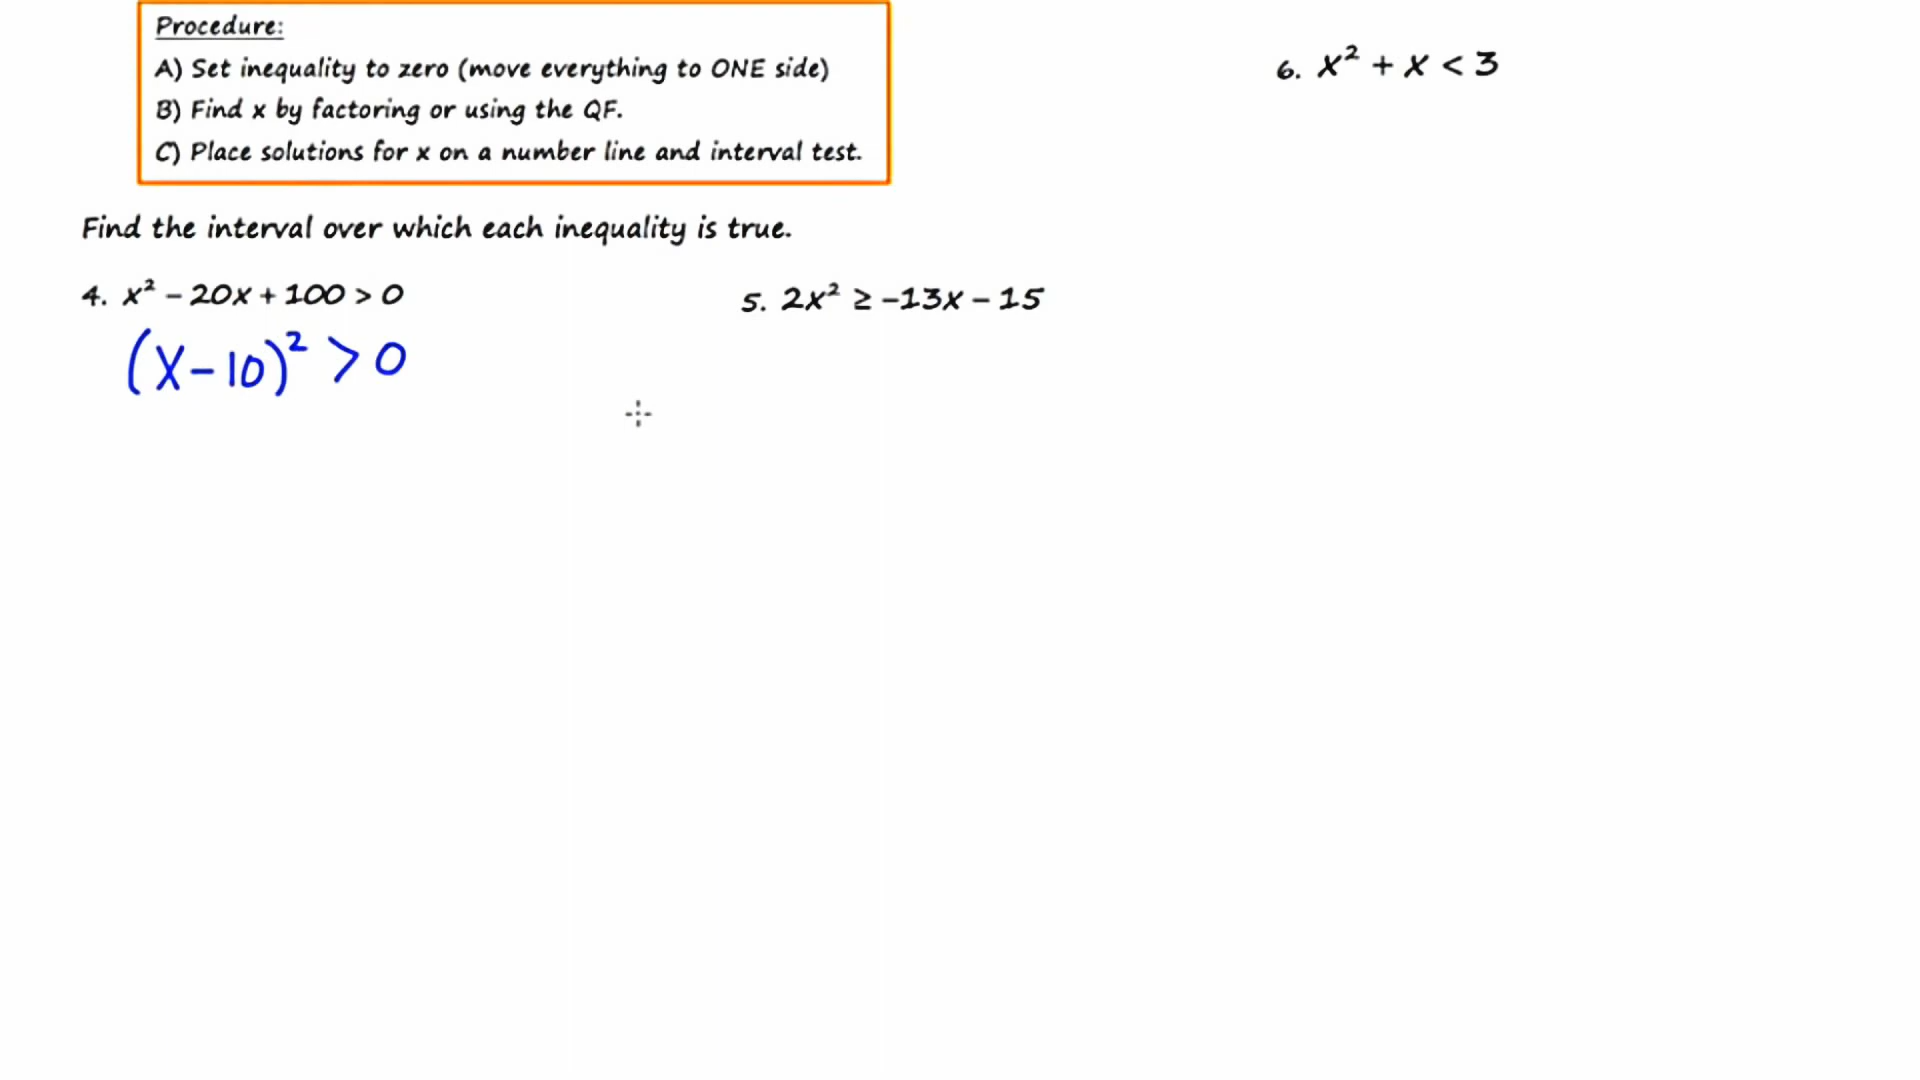 Procedure:
A) Set inequality to zero (move everything to ONE side)
B) Find x by factoring or using the QF.
C) Place solutions for x on a number line and interval test.
Find the interval over which each inequality is true.
4. x² − 20x + 100 > 0
(x − 10)² > 0
5. 2x² ≥ −13x − 15
6. x² + x < 3